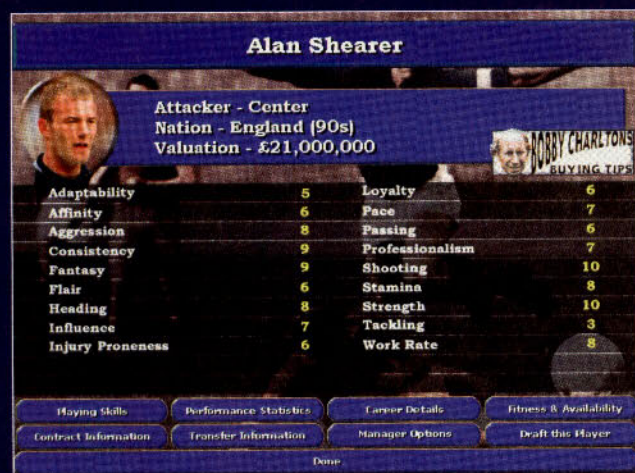 Alan Shearer
Attacker - Center
Nation - England (90s)
Valuation - £21,000,000
BOBBY CHARLTONS
BUYING TIPS
Adaptability 5
Affinity 6
Aggression 8
Consistency 9
Fantasy 9
Flair 6
Heading 8
Influence 7
Injury Proneness 6
Loyalty 6
Pace 7
Passing 6
Professionalism 7
Shooting 10
Stamina 8
Strength 10
Tackling 3
Work Rate 8
Playing Skills Performance Statistics Career Details Fitness & Availability
Contract Information Transfer Information Manager Options Draft this Player
Done